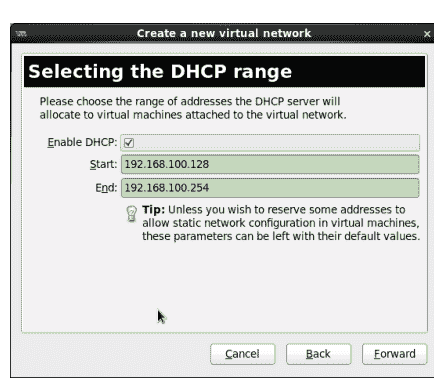 Create a new virtual network
Selecting the DHCP range
Please choose the range of addresses the DHCP server will
allocate to virtual machines attached to the virtual network.
Enable DHCP:
Start: 192.168.100.128
End: 192.168.100.254
Tip: Unless you wish to reserve some addresses to
allow static network configuration in virtual machines,
these parameters can be left with their default values.
Cancel Back Forward